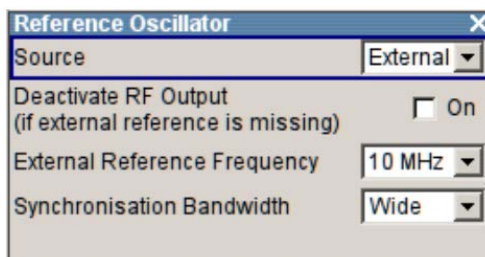 Reference Oscillator
Source External
Deactivate RF Output
(if external reference is missing) On
External Reference Frequency 10 MHz
Synchronisation Bandwidth Wide